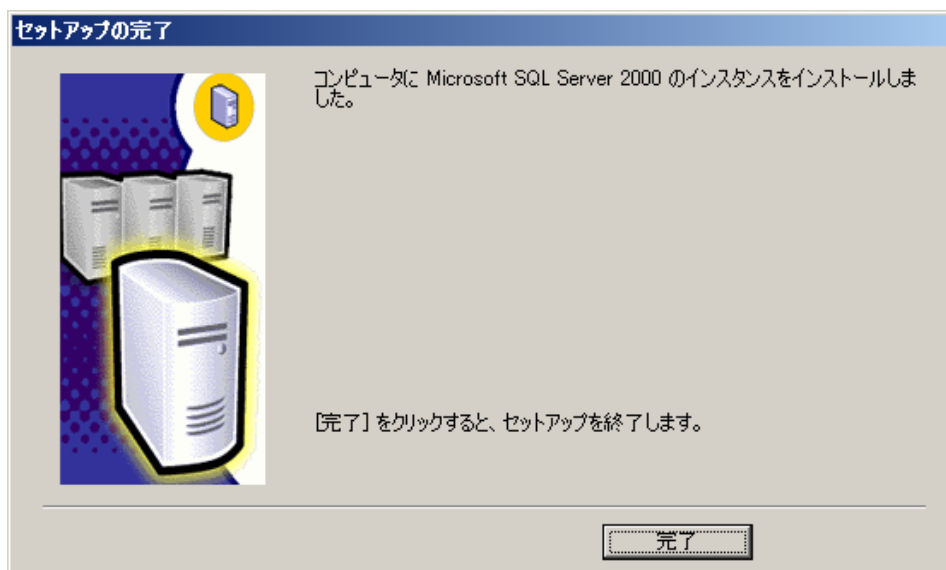 セットアップの完了
コンピュータに Microsoft SQL Server 2000 のインスタンスをインストールしま
した。
[完了] をクリックすると、セットアップを終了します。
完了